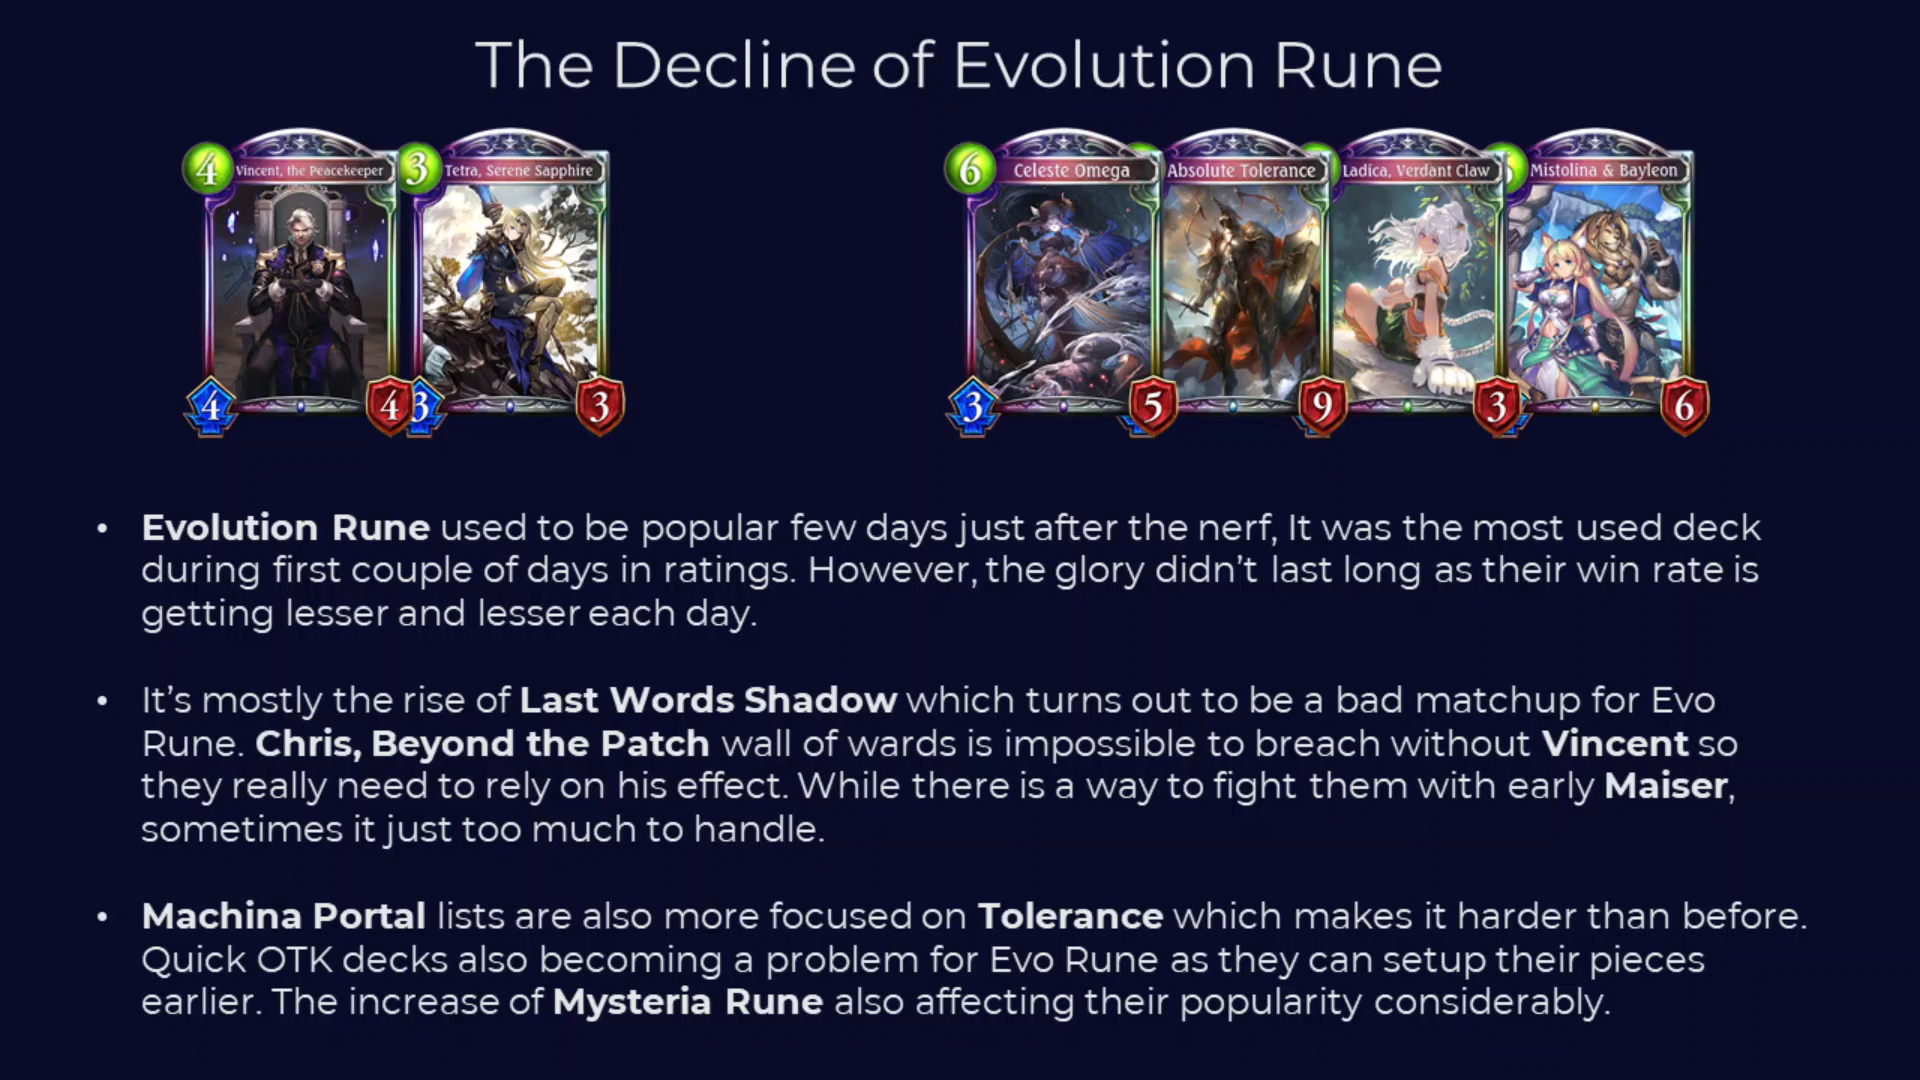 The Decline of Evolution Rune
4 Vincent, the Peacekeeper 3 Tetra, Serene Sapphire
6 Celeste Omega Absolute Tolerance Ladica, Verdant Claw Mistolina & Bayleon
4 4 3 3
3 5 9 3 6
• Evolution Rune used to be popular few days just after the nerf, It was the most used deck
during first couple of days in ratings. However, the glory didn’t last long as their win rate is
getting lesser and lesser each day.
• It’s mostly the rise of Last Words Shadow which turns out to be a bad matchup for Evo
Rune. Chris, Beyond the Patch wall of wards is impossible to breach without Vincent so
they really need to rely on his effect. While there is a way to fight them with early Maiser,
sometimes it just too much to handle.
• Machina Portal lists are also more focused on Tolerance which makes it harder than before.
Quick OTK decks also becoming a problem for Evo Rune as they can setup their pieces
earlier. The increase of Mysteria Rune also affecting their popularity considerably.